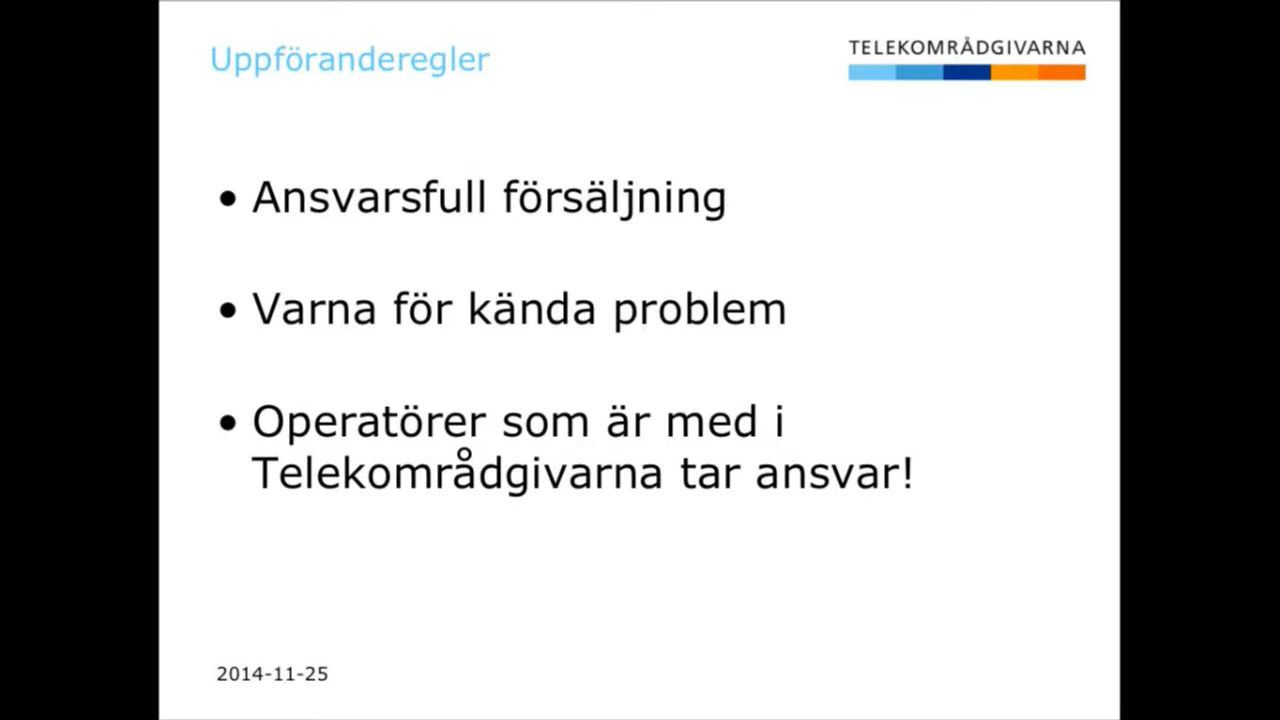 Uppföranderegler
TELEKOMRÅDGIVARNA
• Ansvarsfull försäljning
• Varna för kända problem
• Operatörer som är med i
Telekområdgivarna tar ansvar!
2014-11-25